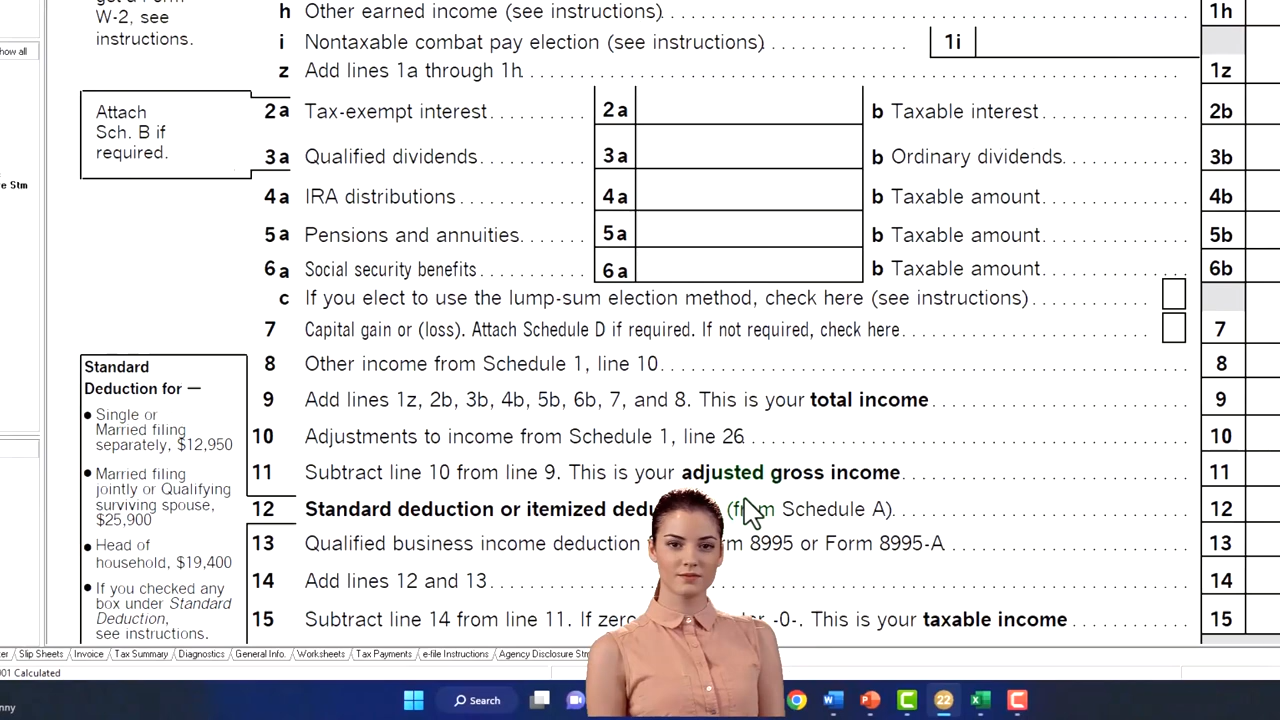 get a Form
W-2, see
instructions.
h Other earned income (see instructions) 1h
i Nontaxable combat pay election (see instructions) 1i
z Add lines 1a through 1h 1z
Attach
Sch. B if
required.
2a Tax-exempt interest 2a b Taxable interest 2b
3a Qualified dividends 3a b Ordinary dividends 3b
4a IRA distributions 4a b Taxable amount 4b
5a Pensions and annuities 5a b Taxable amount 5b
6a Social security benefits 6a b Taxable amount 6b
c If you elect to use the lump-sum election method, check here (see instructions)
7 Capital gain or (loss). Attach Schedule D if required. If not required, check here 7
8 Other income from Schedule 1, line 10 8
9 Add lines 1z, 2b, 3b, 4b, 5b, 6b, 7, and 8. This is your total income 9
10 Adjustments to income from Schedule 1, line 26 10
11 Subtract line 10 from line 9. This is your adjusted gross income 11
12 Standard deduction or itemized dedu (from Schedule A) 12
13 Qualified business income deduction m 8995 or Form 8995-A 13
14 Add lines 12 and 13 14
15 Subtract line 14 from line 11. If zero -0-. This is your taxable income 15
Standard
Deduction for —
• Single or
Married filing
separately, $12,950
• Married filing
jointly or Qualifying
surviving spouse,
$25,900
• Head of
household, $19,400
• If you checked any
box under Standard
Deduction,
see instructions.
how all
re Stm
Slip Sheets Invoice Tax Summary Diagnostics General Info. Worksheets Tax Payments e-file Instructions Agency Disclosure Stm
01 Calculated
nny
Search
22